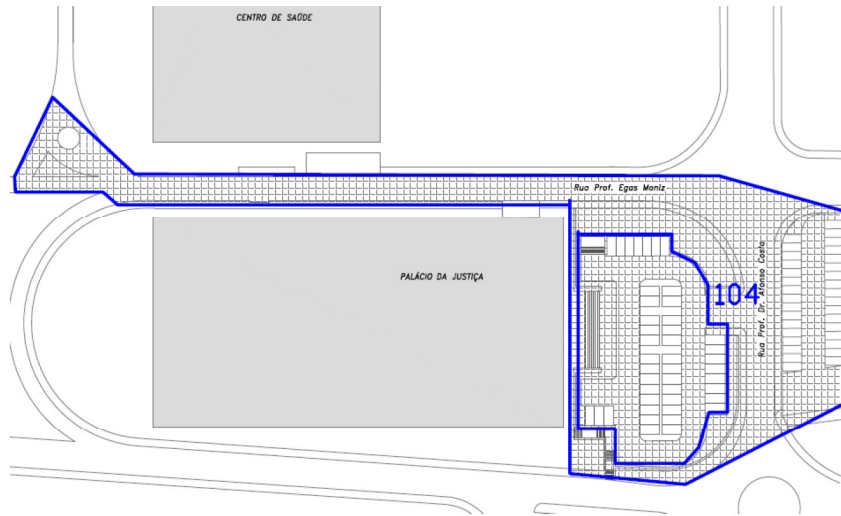 CENTRO DE SAÚDE
Rua Prof. Egas Moniz
PALÁCIO DA JUSTIÇA
104
Rua Prof. Dr. Afonso Costa